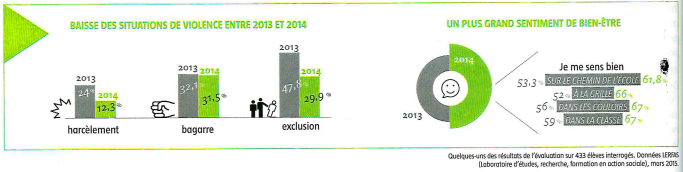 BAISSE DES SITUATIONS DE VIOLENCE ENTRE 2013 ET 2014
2013
24%
2014
12,3%
harcèlement
2013
32,1%
2014
31,5%
bagarre
2013
47,8%
2014
29,9%
exclusion
UN PLUS GRAND SENTIMENT DE BIEN-ÊTRE
2014
2013
Je me sens bien
53,3% SUR LE CHEMIN DE L'ÉCOLE 61,8%
52% À LA GRILLE 66%
56% DANS LES COULOIRS 67%
59% DANS LA CLASSE 67%
Quelques-uns des résultats de l'évaluation sur 433 élèves interrogés. Données LERFAS
(Laboratoire d'études, recherche, formation en action sociale), mars 2015.